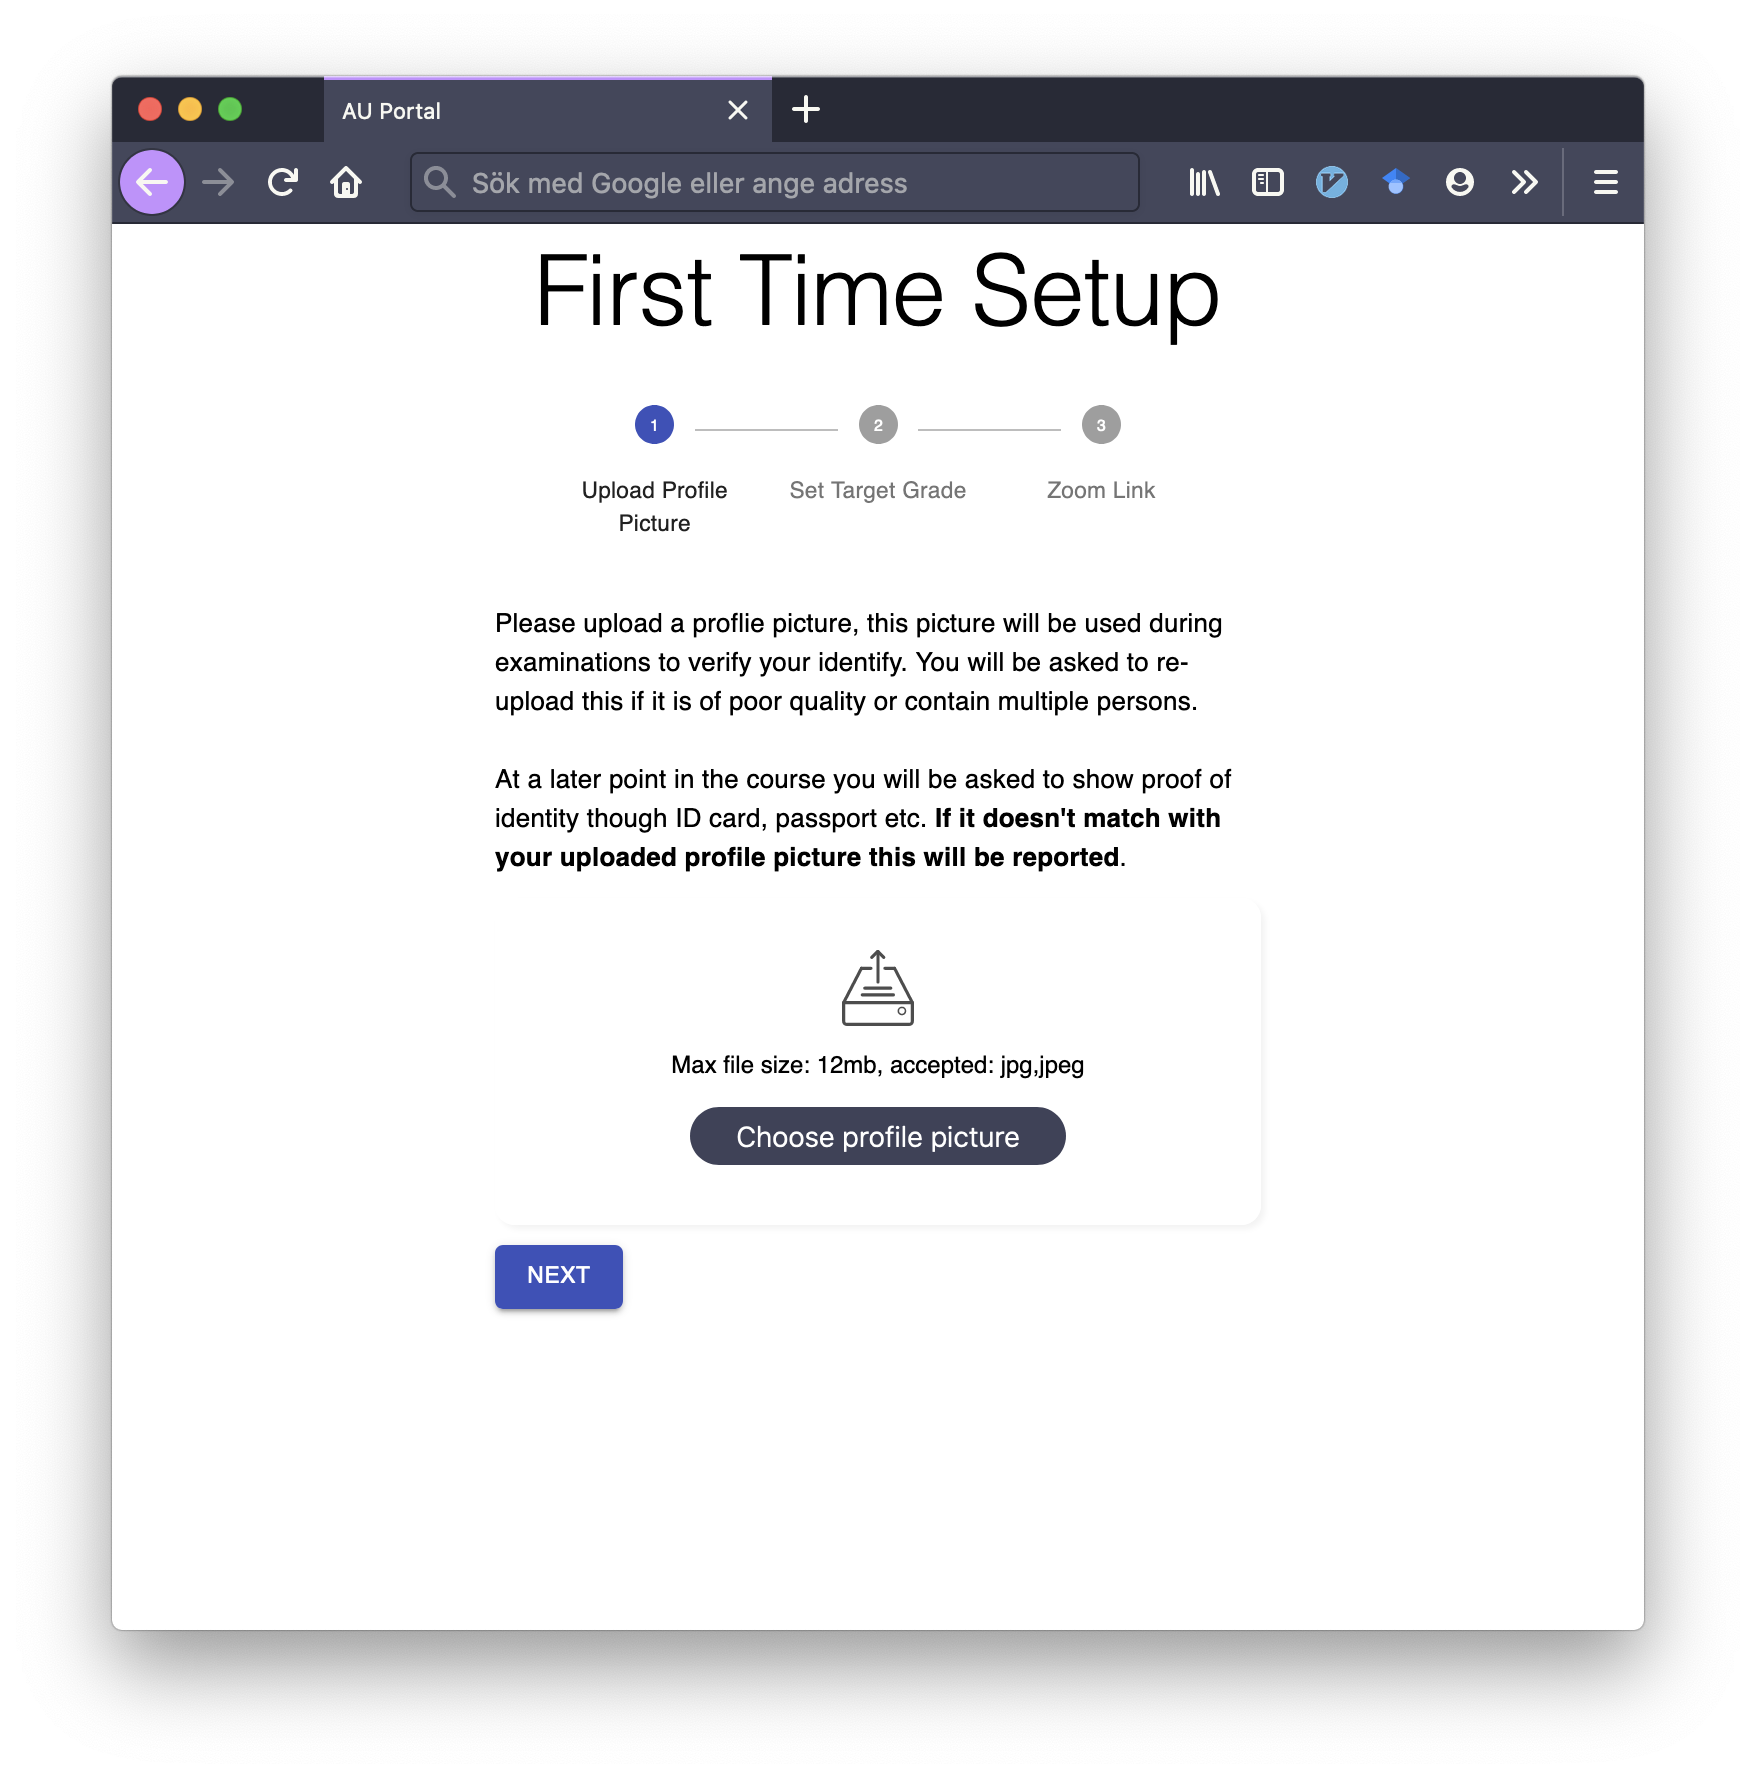 AU Portal
Sök med Google eller ange adress
First Time Setup
1
2
3
Upload Profile
Picture
Set Target Grade
Zoom Link
Please upload a proflie picture, this picture will be used during
examinations to verify your identify. You will be asked to re-
upload this if it is of poor quality or contain multiple persons.
At a later point in the course you will be asked to show proof of
identity though ID card, passport etc. If it doesn't match with
your uploaded profile picture this will be reported.
Max file size: 12mb, accepted: jpg,jpeg
Choose profile picture
NEXT